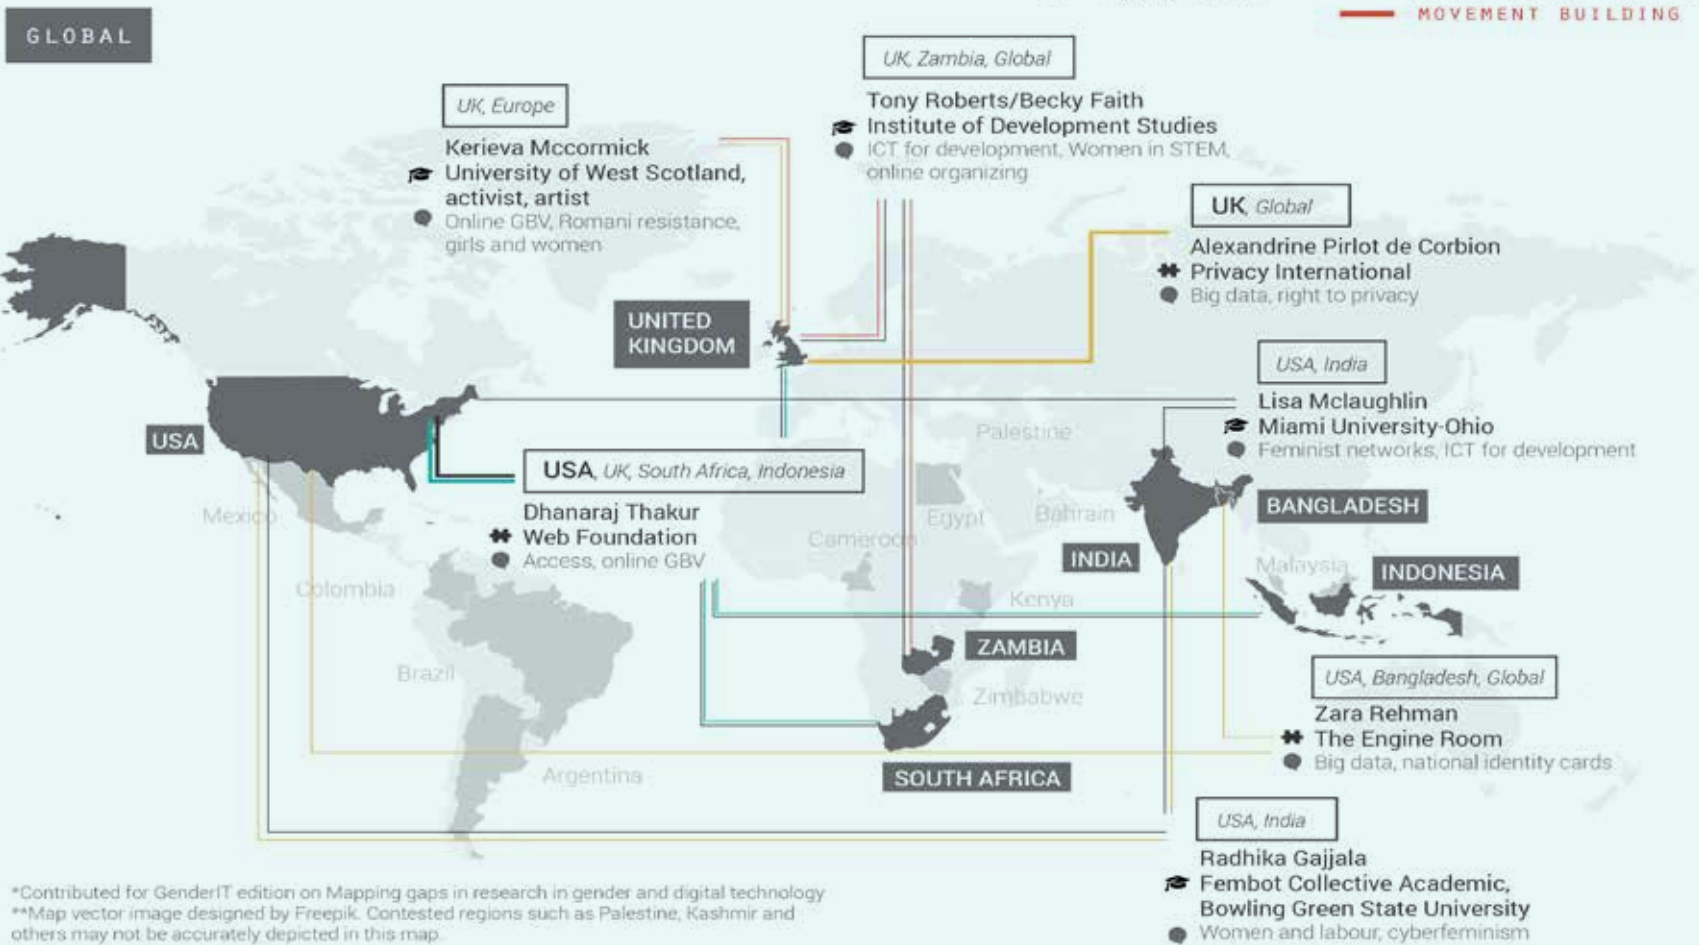 MOVEMENT BUILDING
GLOBAL
UK, Zambia, Global
Tony Roberts/Becky Faith
Institute of Development Studies
ICT for development, Women in STEM,
online organizing
UK, Europe
Kerieva Mccormick
University of West Scotland,
activist, artist
Online GBV, Romani resistance,
girls and women
UK, Global
Alexandrine Pirlot de Corbion
Privacy International
Big data, right to privacy
UNITED
KINGDOM
USA, India
Lisa Mclaughlin
Miami University-Ohio
Feminist networks, ICT for development
USA
Palestine
USA, UK, South Africa, Indonesia
Dhanaraj Thakur
Web Foundation
Access, online GBV
Mexico
Egypt
Bahrain
BANGLADESH
Cameroon
INDIA
Malaysia
INDONESIA
Colombia
Kenya
ZAMBIA
Brazil
Zimbabwe
USA, Bangladesh, Global
Zara Rehman
The Engine Room
Big data, national identity cards
Argentina
SOUTH AFRICA
USA, India
Radhika Gajjala
Fembot Collective Academic,
Bowling Green State University
Women and labour, cyberfeminism
*Contributed for GenderIT edition on Mapping gaps in research in gender and digital technology
**Map vector image designed by Freepik. Contested regions such as Palestine, Kashmir and
others may not be accurately depicted in this map.